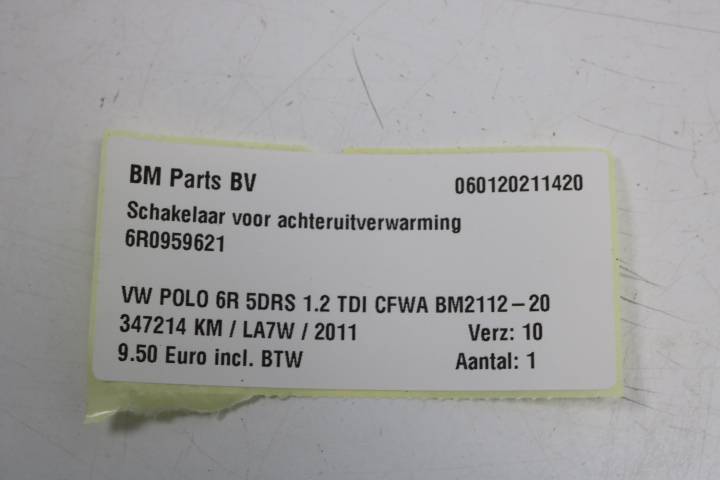 BM Parts BV 060120211420
Schakelaar voor achteruitverwarming
6R0959621
VW POLO 6R 5DRS 1.2 TDI CFWA BM2112-20
347214 KM / LA7W / 2011 Verz: 10
9.50 Euro incl. BTW Aantal: 1